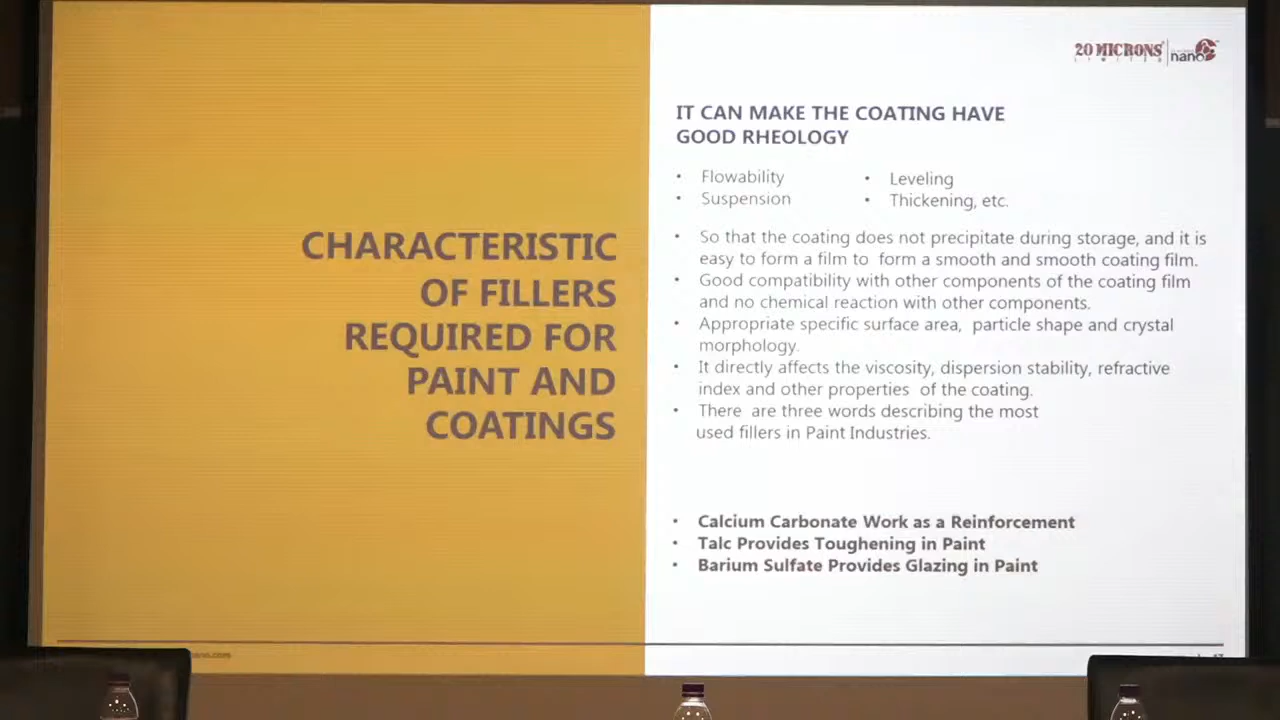 CHARACTERISTIC
OF FILLERS
REQUIRED FOR
PAINT AND
COATINGS
20 MICRONS
nano
IT CAN MAKE THE COATING HAVE
GOOD RHEOLOGY
• Flowability
• Suspension
• Leveling
• Thickening, etc.
• So that the coating does not precipitate during storage, and it is
easy to form a film to form a smooth and smooth coating film.
• Good compatibility with other components of the coating film
and no chemical reaction with other components.
• Appropriate specific surface area, particle shape and crystal
morphology.
• It directly affects the viscosity, dispersion stability, refractive
index and other properties of the coating.
• There are three words describing the most
used fillers in Paint Industries.
• Calcium Carbonate Work as a Reinforcement
• Talc Provides Toughening in Paint
• Barium Sulfate Provides Glazing in Paint